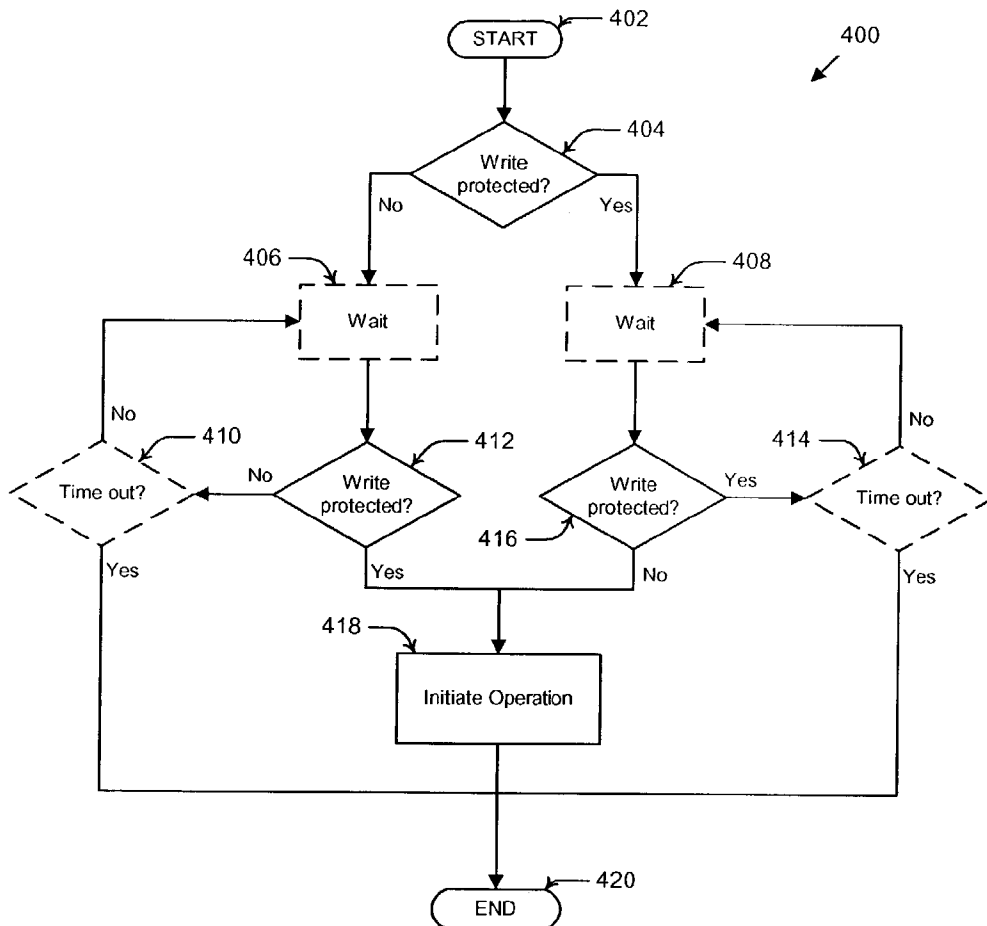 402
START
400
404
Write
protected?
No
Yes
406
408
Wait
Wait
No
No
410
412
414
No
Yes
Time out?
Write
protected?
Write
protected?
Time out?
416
Yes
Yes
No
Yes
418
Initiate Operation
420
END